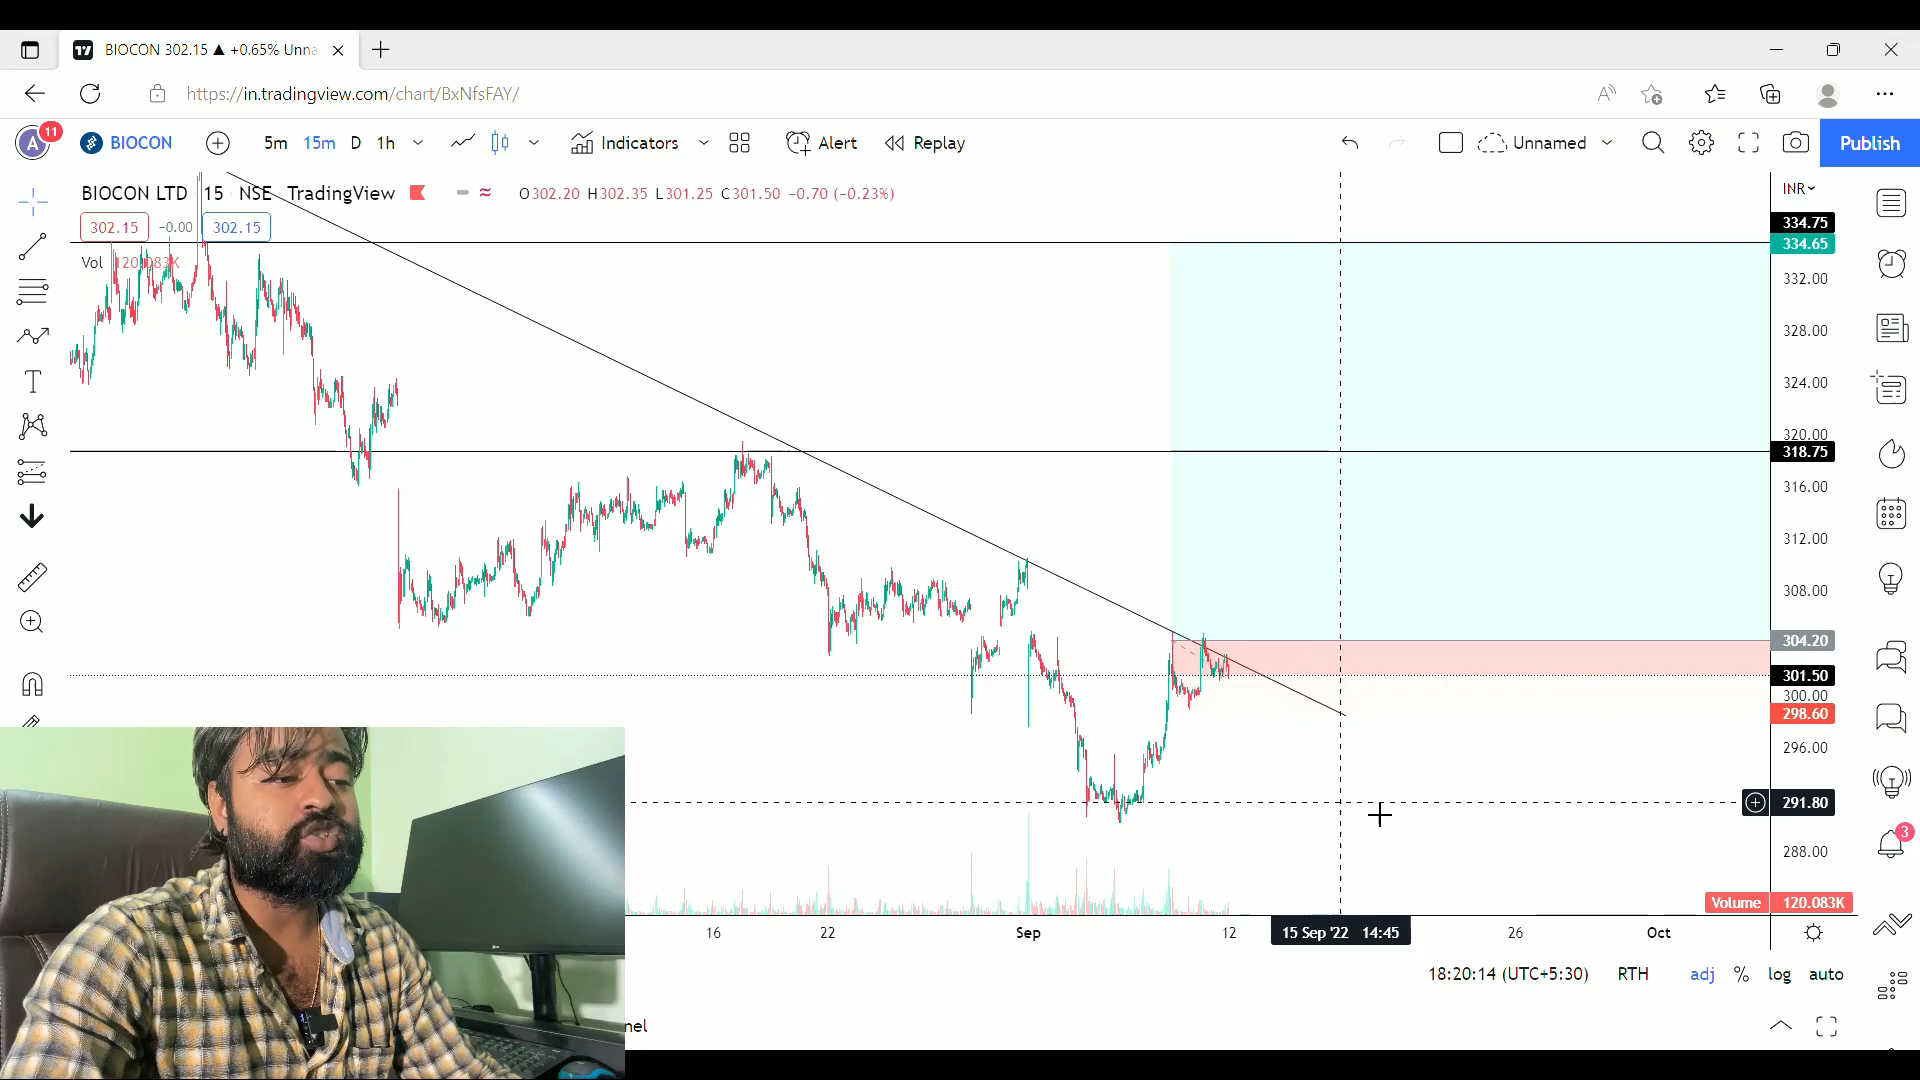 BIOCON 302.15 ▲ +0.65% Unna
https://in.tradingview.com/chart/BxNfsFAY/
A 11 BIOCON 5m 15m D 1h Indicators Alert Replay Unnamed Publish
BIOCON LTD 15 NSE TradingView O302.20 H302.35 L301.25 C301.50 −0.70 (−0.23%) INR
302.15 −0.00 302.15
Vol 120.083K
334.75
334.65
332.00
328.00
324.00
320.00
318.75
316.00
312.00
308.00
304.20
301.50
300.00
298.60
296.00
291.80
3
288.00
Volume 120.083K
16 22 Sep 12 15 Sep '22 14:45 26 Oct
18:20:14 (UTC+5:30) RTH adj % log auto
nel